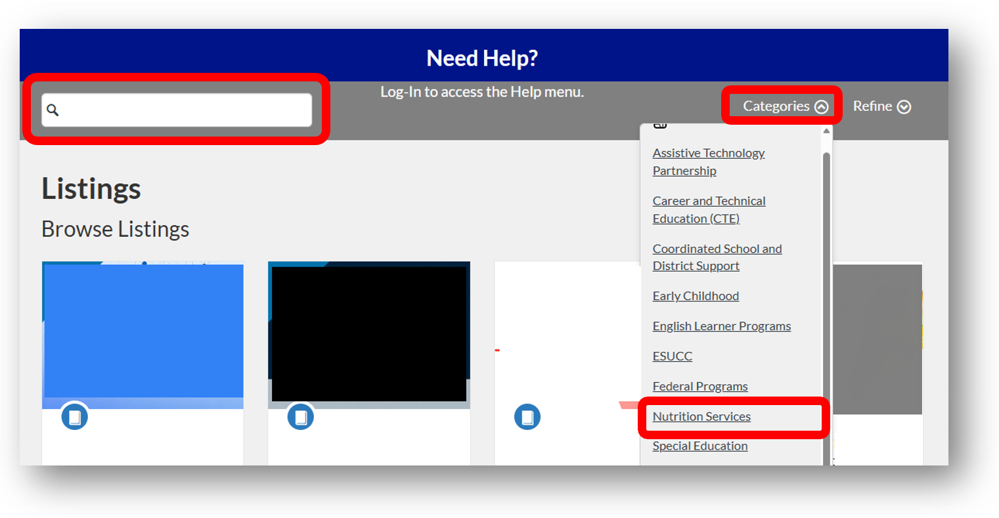 Need Help?
Log-In to access the Help menu.
Categories
Refine
Assistive Technology
Partnership
Career and Technical
Education (CTE)
Coordinated School and
District Support
Early Childhood
English Learner Programs
ESUCC
Federal Programs
Nutrition Services
Special Education
Listings
Browse Listings